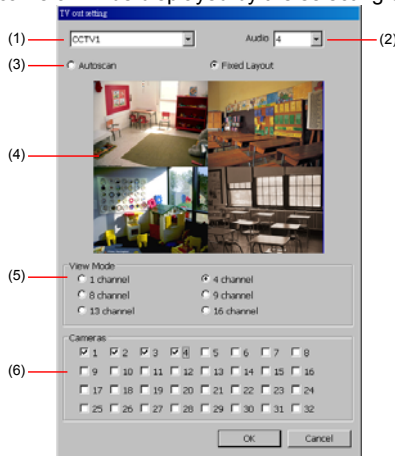 TV out setting
(1) CCTV1 Audio 4 (2)
(3) Autoscan Fixed Layout
(4)
View Mode
(5) 1 channel 4 channel
8 channel 9 channel
13 channel 16 channel
Cameras
1 2 3 4 5 6 7 8
(6) 9 10 11 12 13 14 15 16
17 18 19 20 21 22 23 24
25 26 27 28 29 30 31 32
OK Cancel